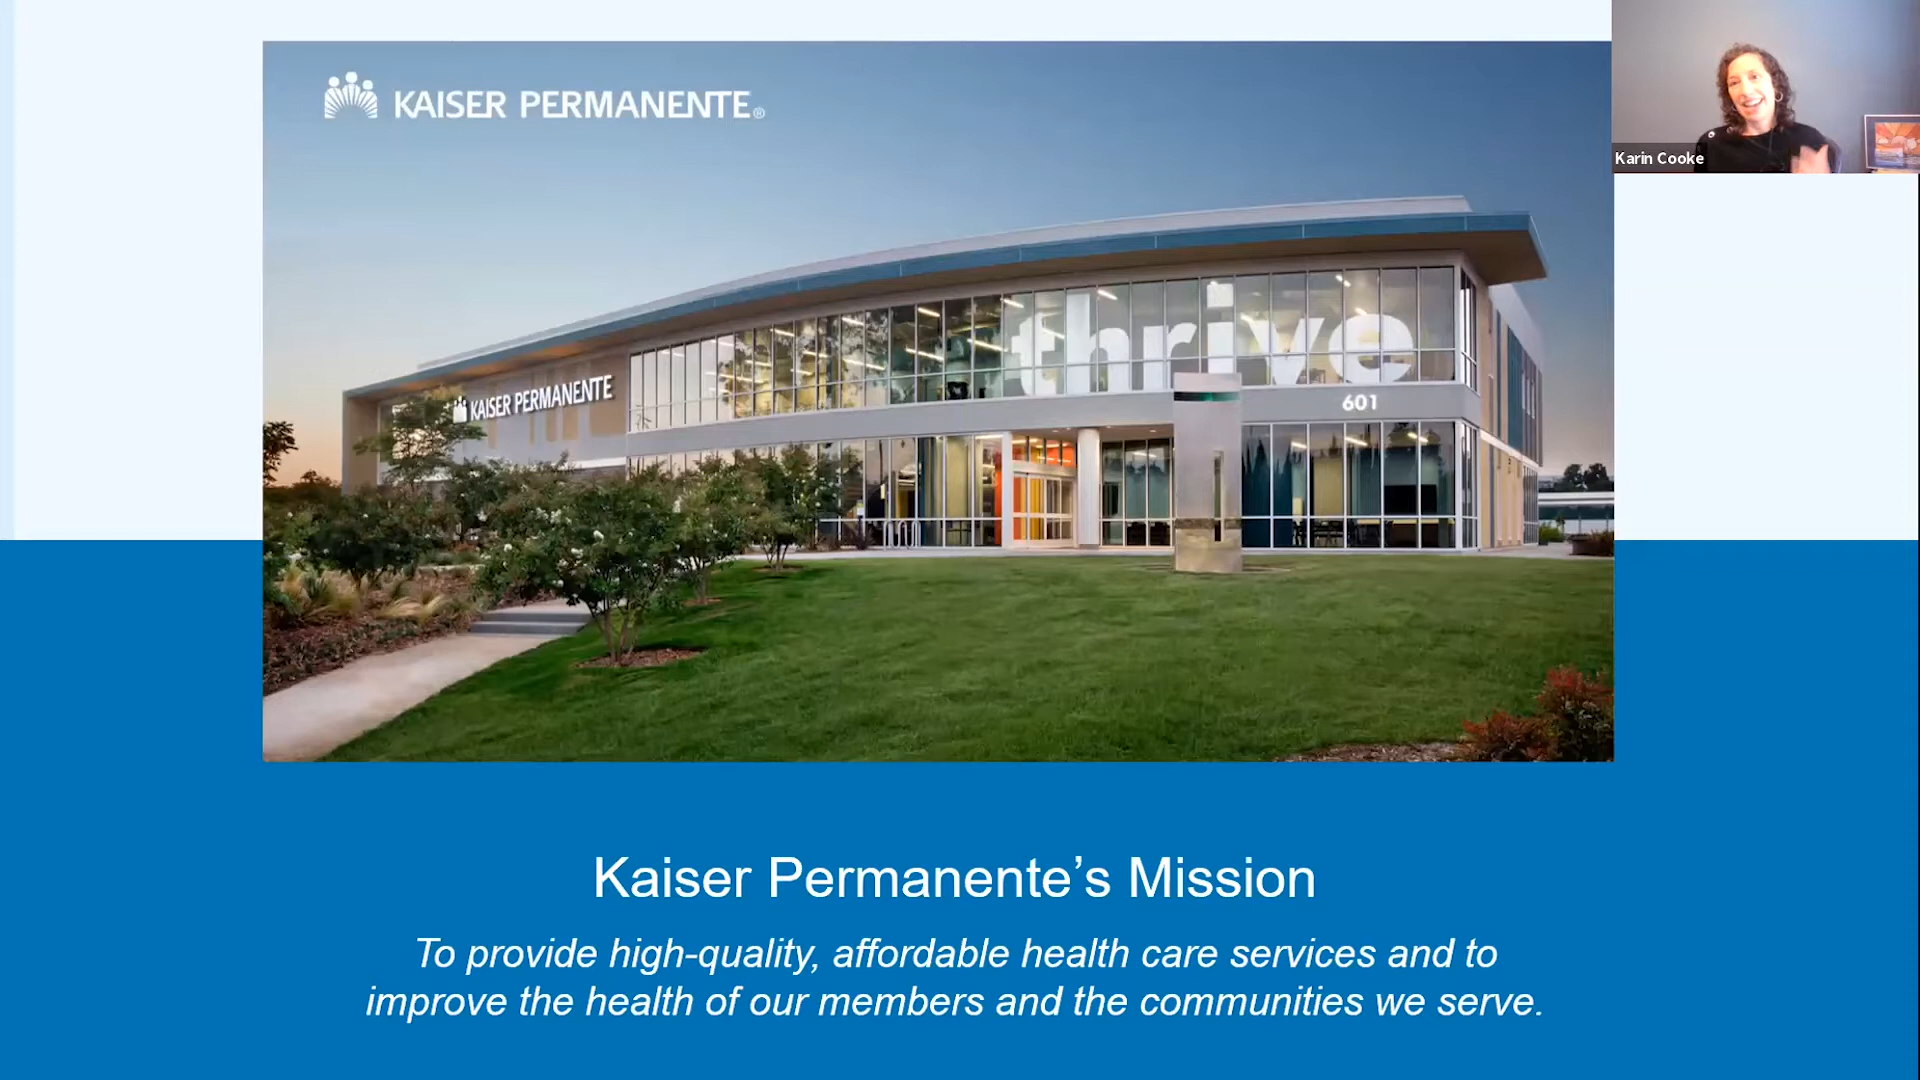 KAISER PERMANENTE®
Karin Cooke
thrive
KAISER PERMANENTE
601
Kaiser Permanente’s Mission
To provide high-quality, affordable health care services and to
improve the health of our members and the communities we serve.